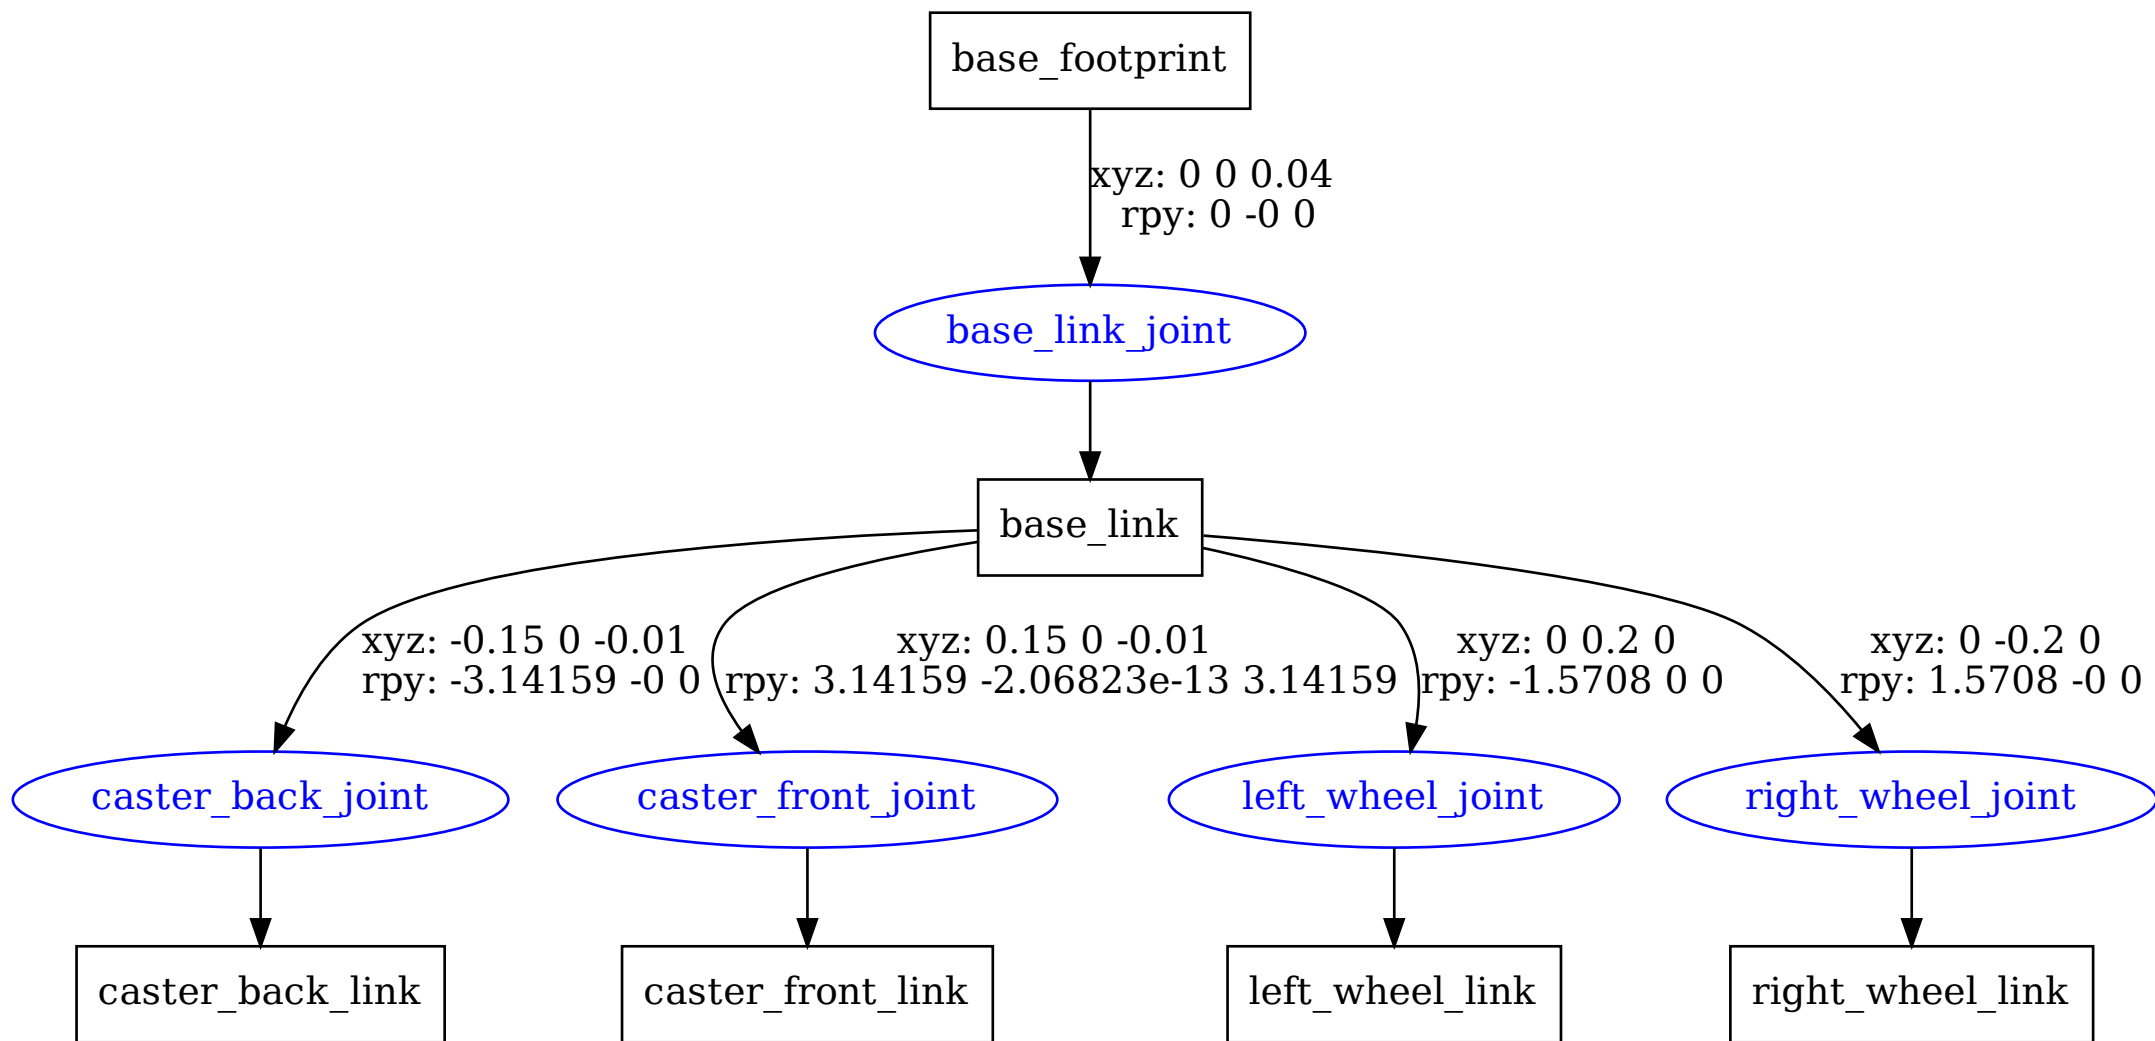 base_footprint
xyz: 0 0 0.04
rpy: 0 -0 0
base_link_joint
base_link
xyz: -0.15 0 -0.01
rpy: -3.14159 -0 0
xyz: 0.15 0 -0.01
rpy: 3.14159 -2.06823e-13 3.14159
xyz: 0 0.2 0
rpy: -1.5708 0 0
xyz: 0 -0.2 0
rpy: 1.5708 -0 0
caster_back_joint
caster_front_joint
left_wheel_joint
right_wheel_joint
caster_back_link
caster_front_link
left_wheel_link
right_wheel_link